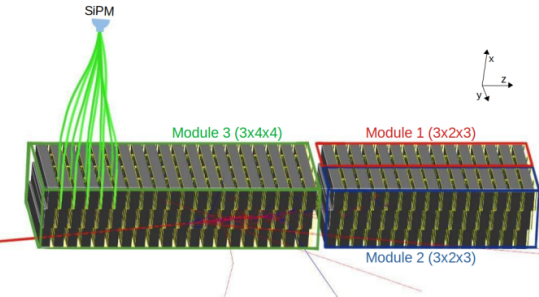 SiPM
x
z
y
Module 3 (3x4x4)
Module 1 (3x2x3)
Module 2 (3x2x3)